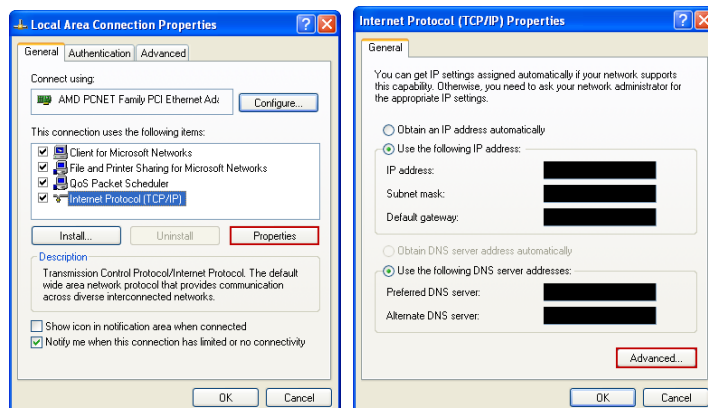 Local Area Connection Properties
General
Authentication
Advanced
Connect using:
AMD PCNET Family PCI Ethernet Ada
Configure...
This connection uses the following items:
Client for Microsoft Networks
File and Printer Sharing for Microsoft Networks
QoS Packet Scheduler
Internet Protocol (TCP/IP)
Install...
Uninstall
Properties
Description
Transmission Control Protocol/Internet Protocol. The default
wide area network protocol that provides communication
across diverse interconnected networks.
Show icon in notification area when connected
Notify me when this connection has limited or no connectivity
OK
Cancel
Internet Protocol (TCP/IP) Properties
General
You can get IP settings assigned automatically if your network supports
this capability. Otherwise, you need to ask your network administrator for
the appropriate IP settings.
Obtain an IP address automatically
Use the following IP address:
IP address:
Subnet mask:
Default gateway:
Obtain DNS server address automatically
Use the following DNS server addresses:
Preferred DNS server:
Alternate DNS server:
Advanced...
OK
Cancel